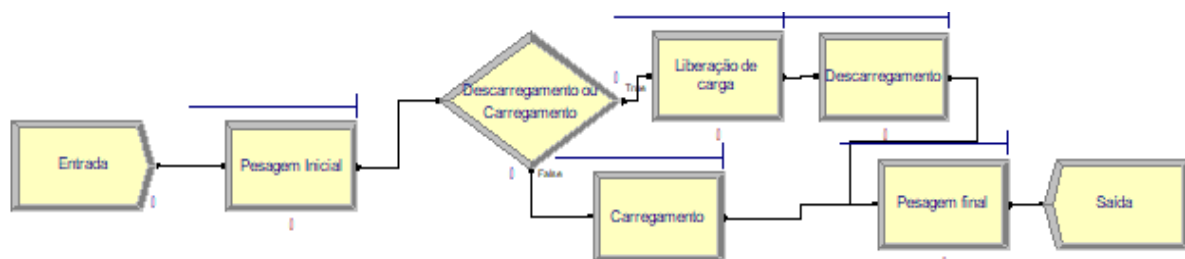 Entrada
Pesagem Inicial
Descarregamento ou
Carregamento
True
False
Liberação de
carga
Descarregamento
Carregamento
Pesagem final
Saída